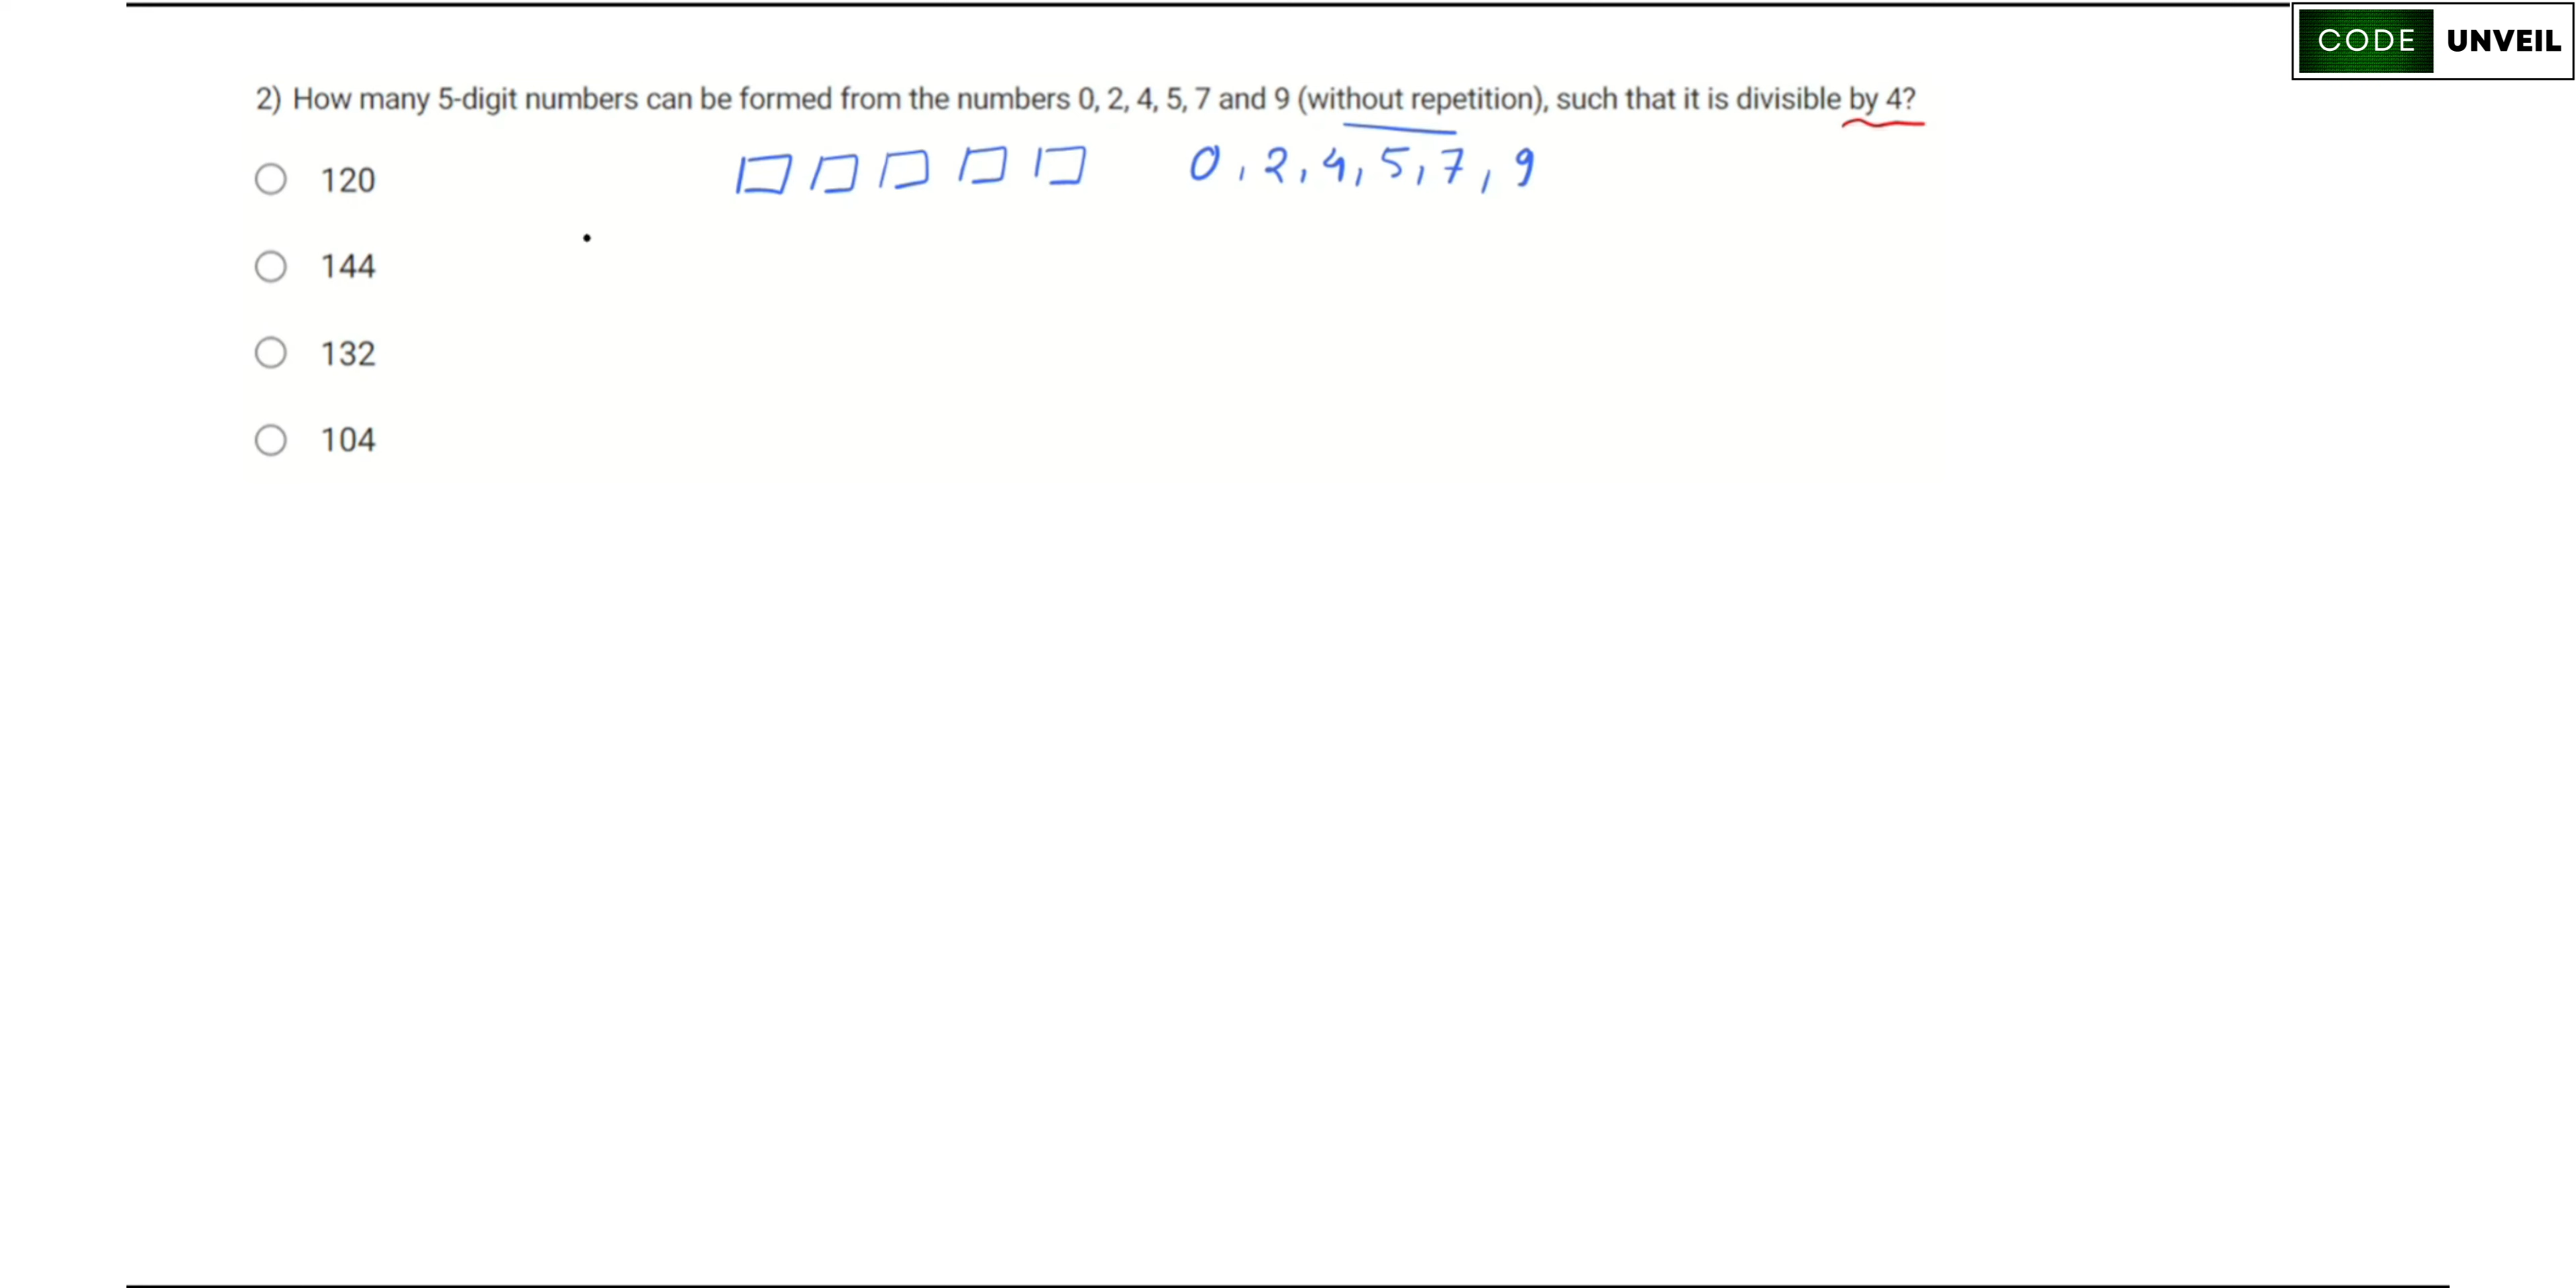 CODE UNVEIL
2) How many 5-digit numbers can be formed from the numbers 0, 2, 4, 5, 7 and 9 (without repetition), such that it is divisible by 4?
0, 2, 4, 5, 7, 9
120
144
132
104